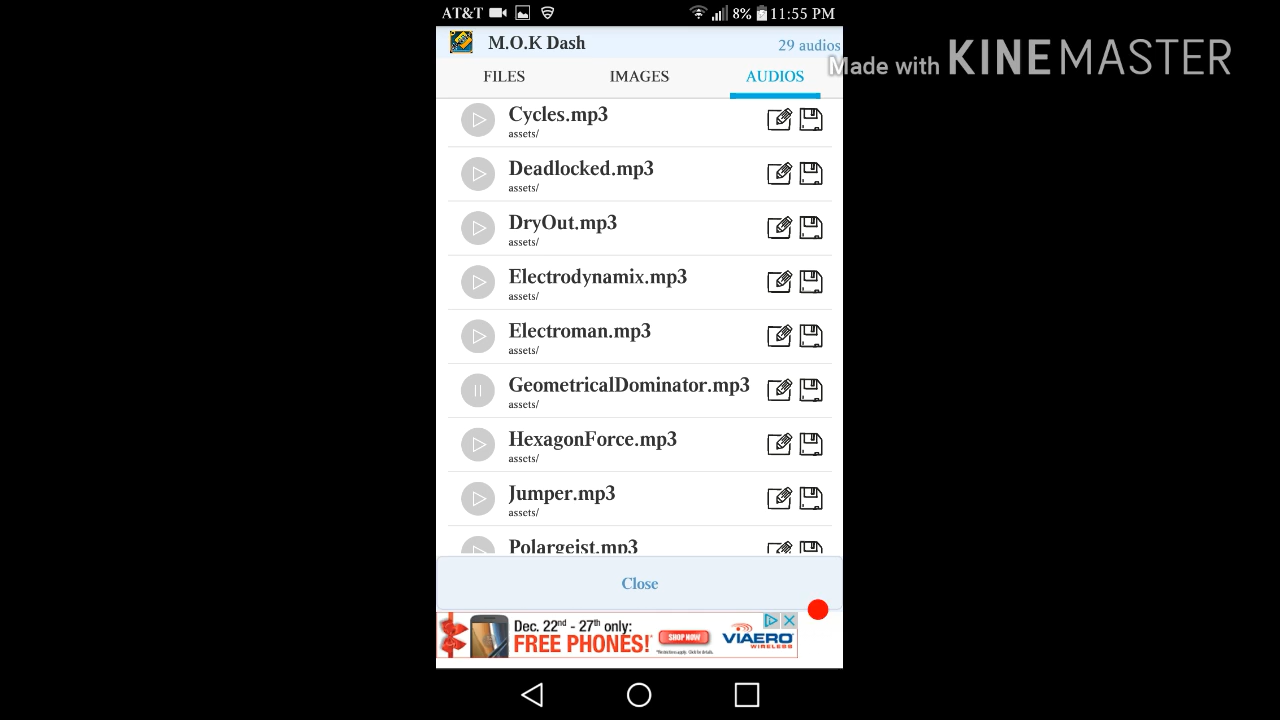 AT&T 8% 11:55 PM
M.O.K Dash 29 audios
Made with KINEMASTER
FILES IMAGES AUDIOS
Cycles.mp3
assets/
Deadlocked.mp3
assets/
DryOut.mp3
assets/
Electrodynamix.mp3
assets/
Electroman.mp3
assets/
GeometricalDominator.mp3
assets/
HexagonForce.mp3
assets/
Jumper.mp3
assets/
Polargeist.mp3
Close
Dec. 22nd - 27th only:
FREE PHONES!*
SHOP NOW
VIAERO
WIRELESS